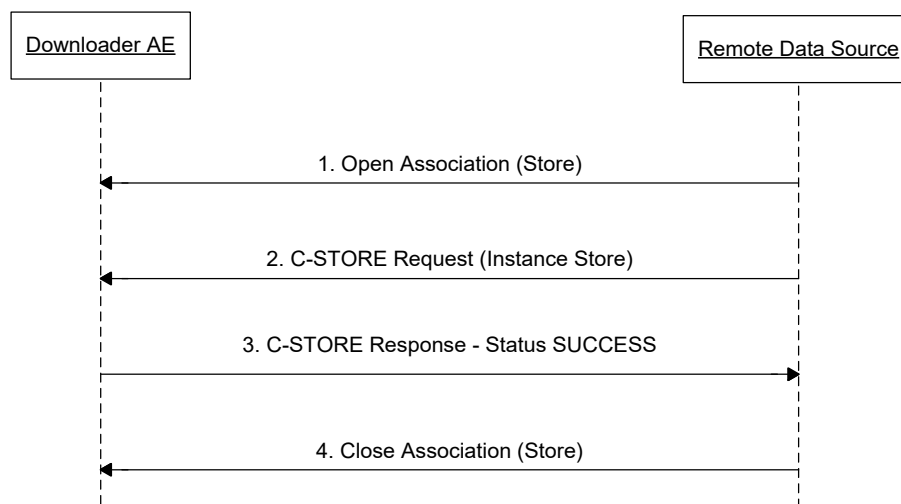 Downloader AE
Remote Data Source
1. Open Association (Store)
2. C-STORE Request (Instance Store)
3. C-STORE Response - Status SUCCESS
4. Close Association (Store)